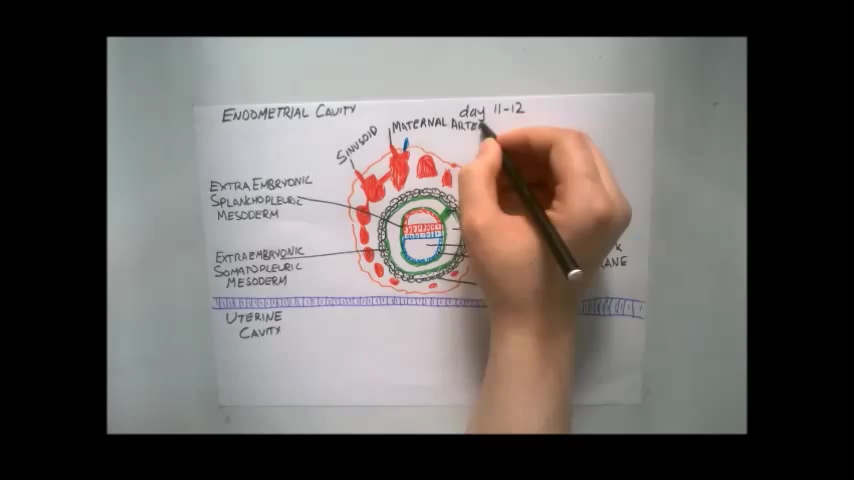 ENDOMETRIAL CAVITY
day 11-12
SINUSOID
MATERNAL ARTE
EXTRA EMBRYONIC
SPLANCHOPLEURIC
MESODERM
EXTRAEMBRYONIC
SOMATOPLEURIC
MESODERM
UTERINE
CAVITY